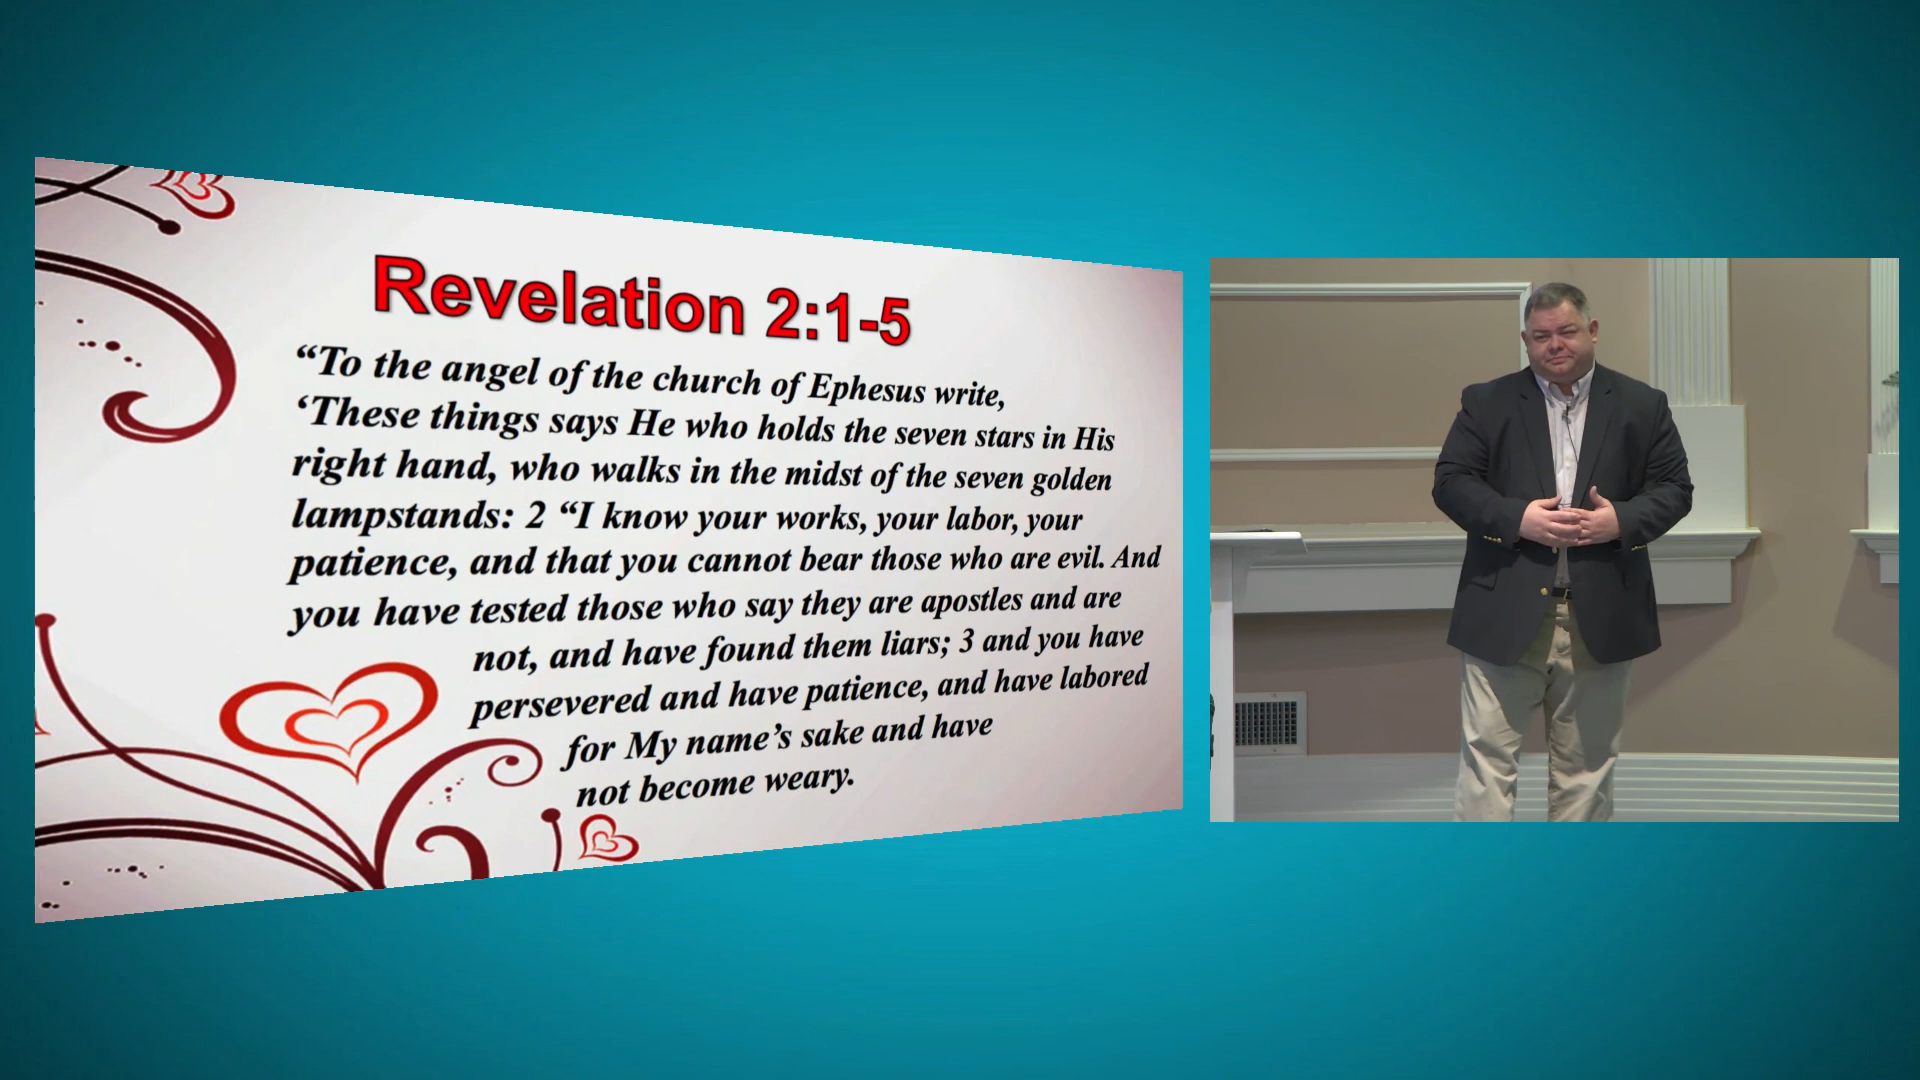 Revelation 2:1-5
“To the angel of the church of Ephesus write,
‘These things says He who holds the seven stars in His
right hand, who walks in the midst of the seven golden
lampstands: 2 “I know your works, your labor, your
patience, and that you cannot bear those who are evil. And
you have tested those who say they are apostles and are
not, and have found them liars; 3 and you have
persevered and have patience, and have labored
for My name’s sake and have
not become weary.